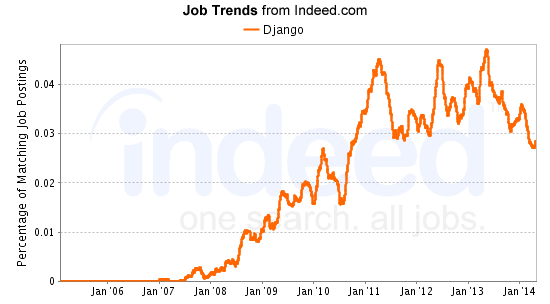 Job Trends from Indeed.com
Django
Percentage of Matching Job Postings
0.04
0.03
0.02
0.01
0
indeed
one search. all jobs.
Jan '06 Jan '07 Jan '08 Jan '09 Jan '10 Jan '11 Jan '12 Jan '13 Jan '14